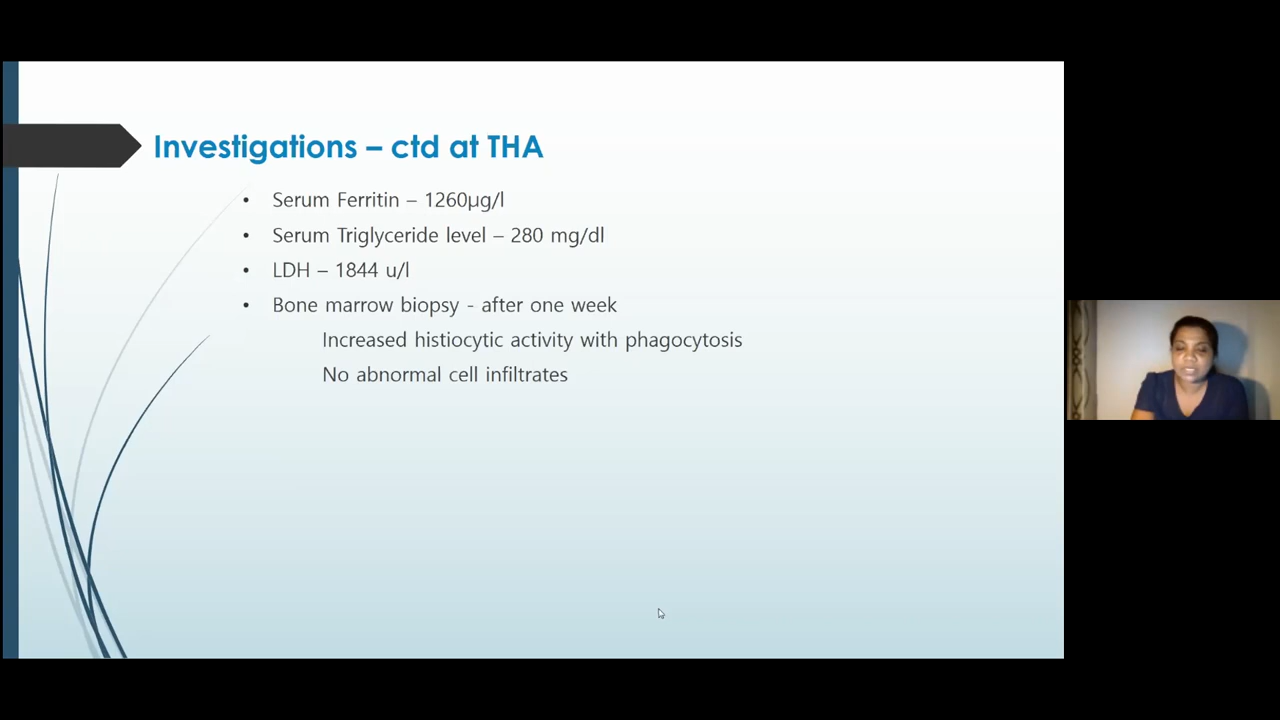 Investigations – ctd at THA
• Serum Ferritin – 1260µg/l
• Serum Triglyceride level – 280 mg/dl
• LDH – 1844 u/l
• Bone marrow biopsy - after one week
Increased histiocytic activity with phagocytosis
No abnormal cell infiltrates